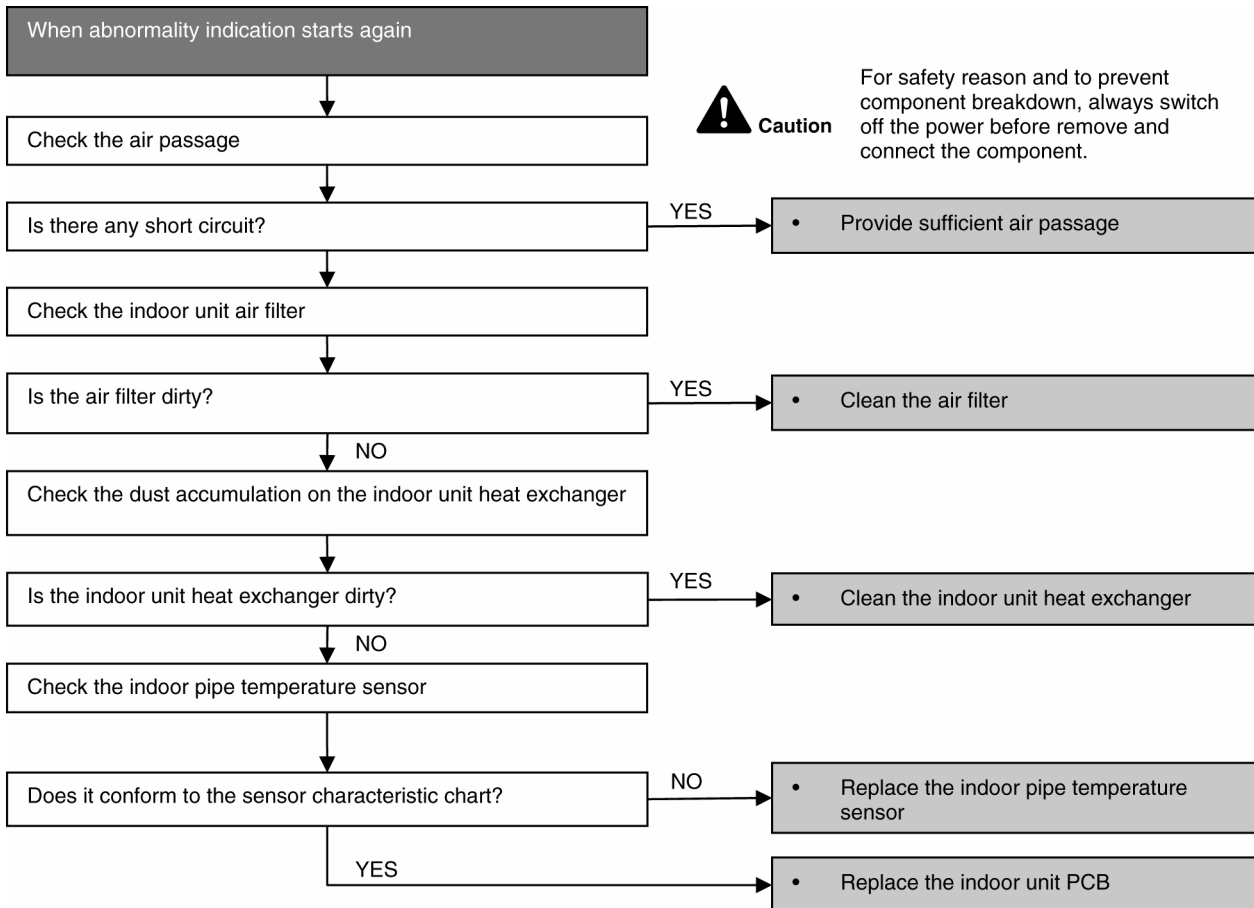 When abnormality indication starts again
For safety reason and to prevent
component breakdown, always switch
off the power before remove and
connect the component.
Caution
Check the air passage
Is there any short circuit?
YES
• Provide sufficient air passage
Check the indoor unit air filter
Is the air filter dirty?
YES
• Clean the air filter
NO
Check the dust accumulation on the indoor unit heat exchanger
Is the indoor unit heat exchanger dirty?
YES
• Clean the indoor unit heat exchanger
NO
Check the indoor pipe temperature sensor
Does it conform to the sensor characteristic chart?
NO
• Replace the indoor pipe temperature
sensor
YES
• Replace the indoor unit PCB